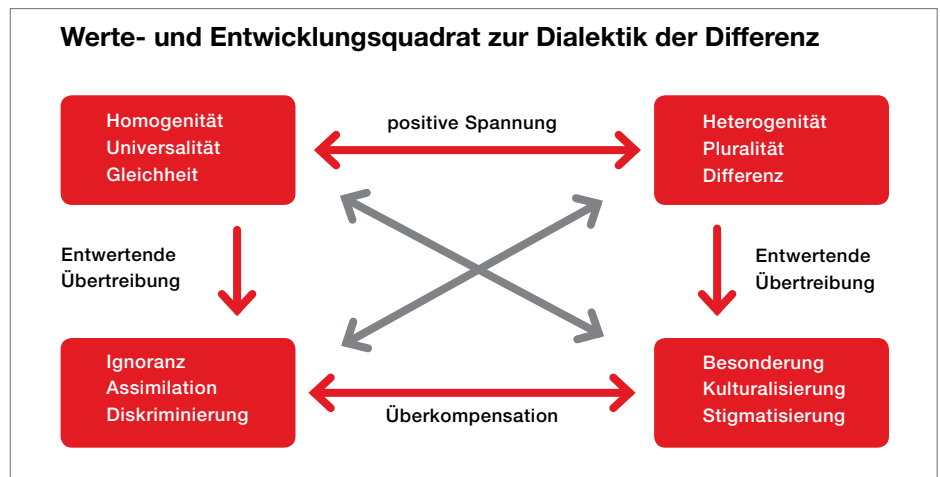 Werte- und Entwicklungsquadrat zur Dialektik der Differenz
Homogenität
Universalität
Gleichheit
positive Spannung
Heterogenität
Pluralität
Differenz
Entwertende
Übertreibung
Entwertende
Übertreibung
Ignoranz
Assimilation
Diskriminierung
Überkompensation
Besonderung
Kulturalisierung
Stigmatisierung